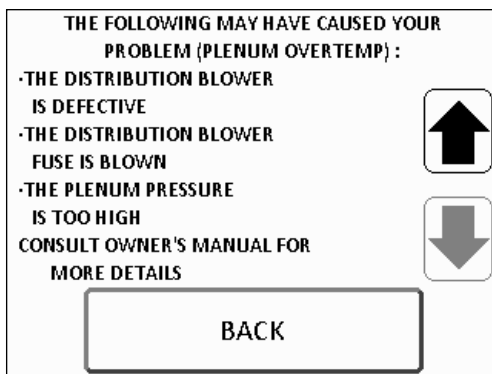 THE FOLLOWING MAY HAVE CAUSED YOUR
PROBLEM (PLENUM OVERTEMP) :
·THE DISTRIBUTION BLOWER
IS DEFECTIVE
·THE DISTRIBUTION BLOWER
FUSE IS BLOWN
·THE PLENUM PRESSURE
IS TOO HIGH
CONSULT OWNER'S MANUAL FOR
MORE DETAILS
BACK